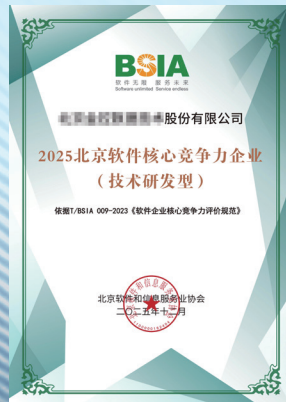 BSIA
软件无限 服务未来
Software unlimited Service endless
股份有限公司
2025北京软件核心竞争力企业
（技术研发型）
依据T/BSIA 009-2023《软件企业核心竞争力评价规范》
北京软件和信息服务业协会
二〇二五年十二月